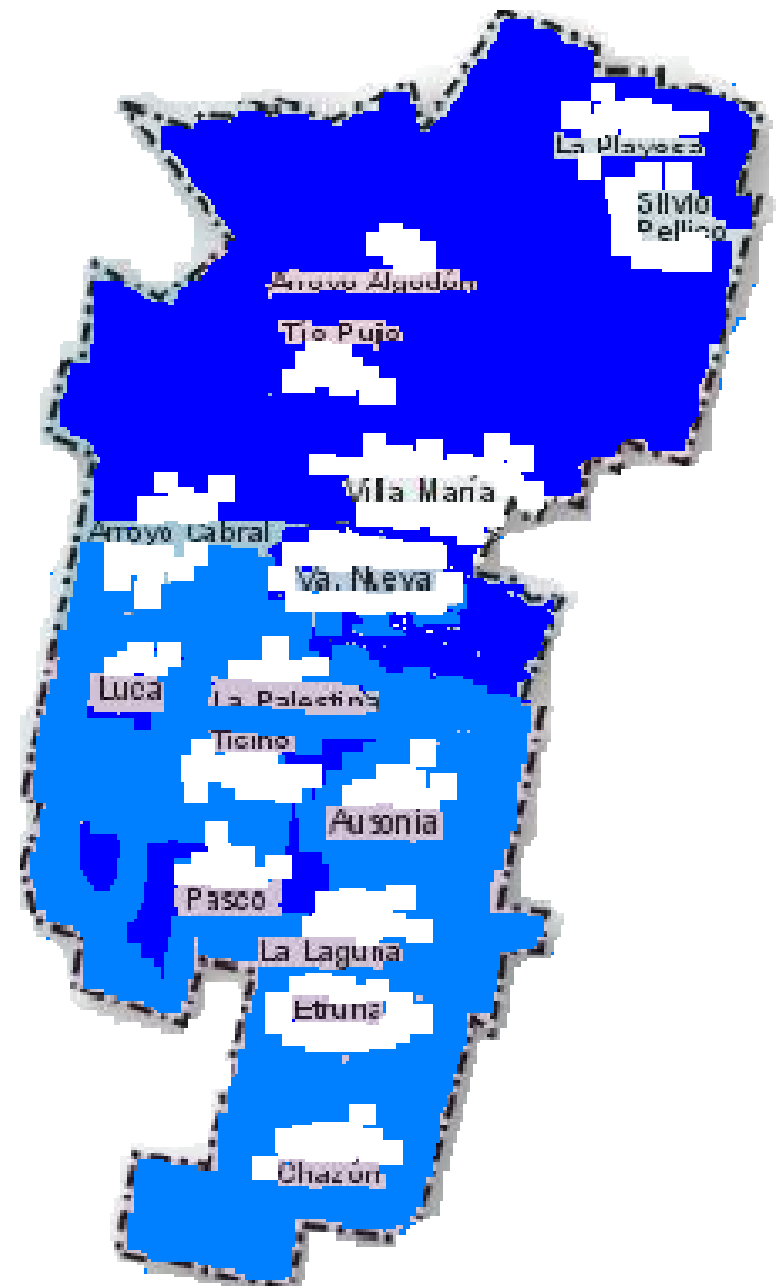 La Playosa
Silvio
Pellico
Arroyo Algodón
Tío Pujio
Villa María
Arroyo Cabral
Va. Nueva
Luca
La Palestina
Ticino
Ausonia
Pasco
La Laguna
Etruria
Chazón